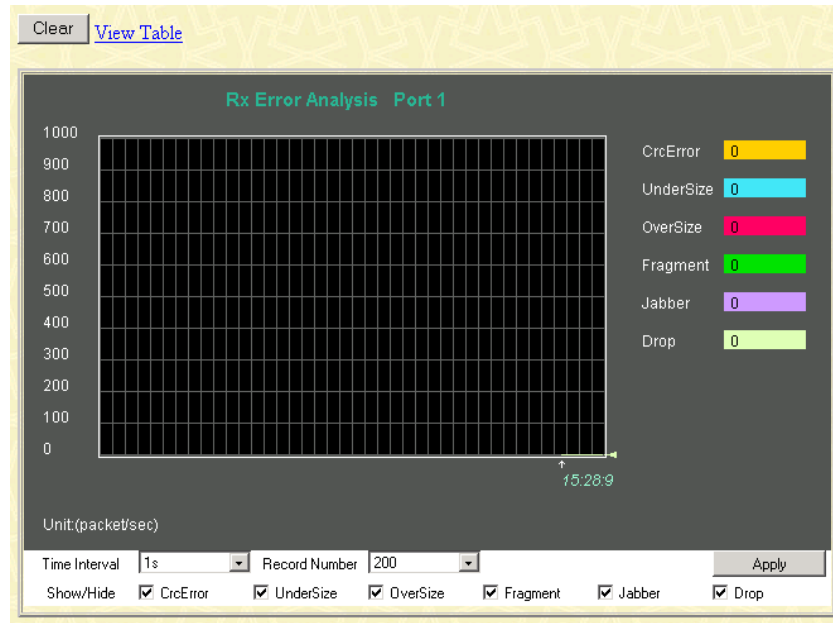 Clear View Table
Rx Error Analysis Port 1
1000
900
800
700
600
500
400
300
200
100
0
CrcError 0
UnderSize 0
OverSize 0
Fragment 0
Jabber 0
Drop 0
15:28:9
Unit:(packet/sec)
Time Interval 1s Record Number 200 Apply
Show/Hide CrcError UnderSize OverSize Fragment Jabber Drop